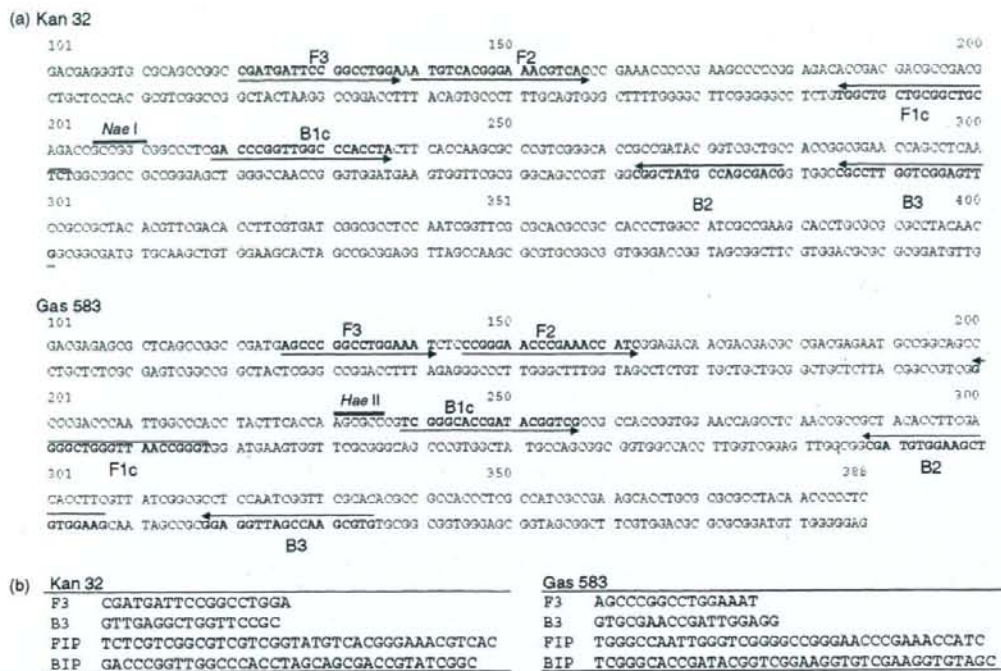 (a) Kan 32
101 150 200
F3 F2
GACGAGGGTG CGCAGCCGGC CGATGATTCC GGCCTGGAAA TGTCACGGGA AACGTCACCC GAAACCCCCG AAGCCCCCGG AGACACCGAC GACGCCGACG
CTGCTCCCAC GCGTCGGCCG GCTACTAAGG CCGGACCTTT ACAGTGCCCT TTGCAGTGGG CTTTGGGGGC TTCGGGGGCC TCTGTGGCTG CTGCGGCTGC
F1c
201 250 300
Nae I B1c
AGACCGCCGG CGGCCCTCGA CCCGGTTGGC CCACCTACTT CACCAAGCGC CCGTCGGGCA CCGCCGATAC GGTCGCTGCC ACCGGCGGAA CCAGCCTCAA
TCTGGCGGCC GCCGGGAGCT GGGCCAACCG GGTGGATGAA GTGGTTCGCG GGCAGCCCGT GGCGGCTATG CCAGCGACGG TGGCCGCCTT GGTCGGAGTT
B2 B3
301 351 400
CCGCCGCTAC ACGTTCGACA CCTTCGTGAT CGGCGCCTCC AATCGGTTCG CGCACGCCGC CACCCTGGCC ATCGCCGAAG CACCTGCGCG CGCCTACAAC
GGCGGCGATG TGCAAGCTGT GGAAGCACTA GCCGCGGAGG TTAGCCAAGC GCGTGCGGCG GTGGGACCGG TAGCGGCTTC GTGGACGCGC GCGGATGTTG
Gas 583
101 150 200
F3 F2
GACGAGAGCG CTCAGCCGGC CGATGAGCCC GGCCTGGAAA TCTCCCGGGA ACCCGAAACC ATCGGAGACA ACGACGACGC CGACGAGAAT GCCGGCAGCC
CTGCTCTCGC GAGTCGGCCG GCTACTCGGG CCGGACCTTT AGAGGGCCCT TGGGCTTTGG TAGCCTCTGT TGCTGCTGCG GCTGCTCTTA CGGCCGTCGG
201 250 300
Hae II B1c
CCCGACCCAA TTGGCCCACC TACTTCACCA AGCGCCCGTC GGGCACCGAT ACGGTCGCCG CCACCGGTGG AACCAGCCTC AACCGCCGCT ACACCTTCGA
GGGCTGGGTT AACCGGGTGG ATGAAGTGGT TCGCGGGCAG CCCGTGGCTA TGCCAGCGGC GGTGGCCACC TTGGTCGGAG TTGGCGGCGA TGTGGAAGCT
F1c B2
301 350 386
CACCTTCGTT ATCGGCGCCT CCAATCGGTT CGCACACGCC GCCACCCTCG CCATCGCCGA AGCACCTGCG CGCGCCTACA ACCCCCTC
GTGGAAGCAA TAGCCGCGGA GGTTAGCCAA GCGTGTGCGG CGGTGGGAGC GGTAGCGGCT TCGTGGACGC GCGCGGATGT TGGGGGAG
B3
(b) Kan 32
F3 CGATGATTCCGGCCTGGA
B3 GTTGAGGCTGGTTCCGC
FIP TCTCGTCGGCGTCGTCGGTATGTCACGGGAAACGTCAC
BIP GACCCGGTTGGCCCACCTAGCAGCGACCGTATCGGC
Gas 583
F3 AGCCCGGCCTGGAAAT
B3 GTGCGAACCGATTGGAGG
FIP TGGGCCAATTGGGTCGGGGCCGGGAACCCGAAACCATC
BIP TCGGGCACCGATACGGTCGGAAGGTGTCGAAGGTGTAGC